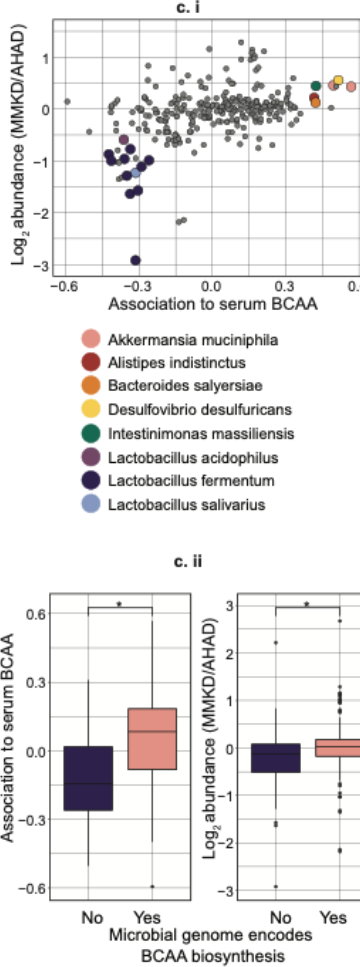 c. i
Log2 abundance (MMKD/AHAD)
1
0
−1
−2
−3
−0.6
−0.3
0.0
0.3
0.6
Association to serum BCAA
Akkermansia muciniphila
Alistipes indistinctus
Bacteroides salyersiae
Desulfovibrio desulfuricans
Intestinimonas massiliensis
Lactobacillus acidophilus
Lactobacillus fermentum
Lactobacillus salivarius
c. ii
Association to serum BCAA
0.6
0.3
0.0
−0.3
−0.6
*
No
Yes
Log2 abundance (MMKD/AHAD)
3
2
1
0
−1
−2
−3
*
No
Yes
Microbial genome encodes
BCAA biosynthesis